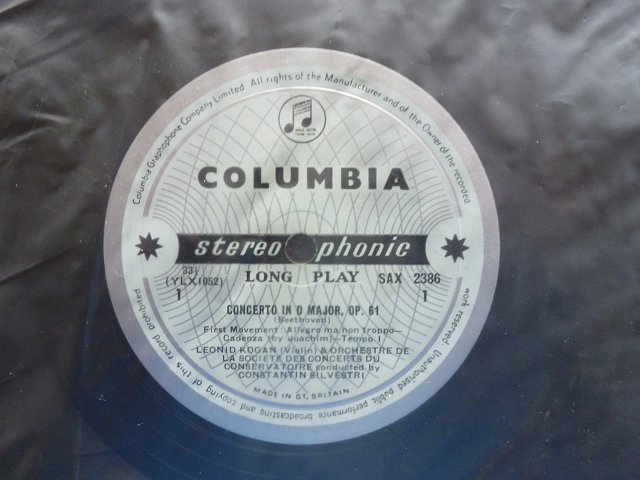 Columbia Graphophone Company Limited. All rights of the Manufacturer and of the Owner of the recorded work reserved. Unauthorised public performance broadcasting and copying of this record prohibited
COLUMBIA
stereophonic
33⅓ LONG PLAY SAX 2386
(YLX1052)
1 1
CONCERTO IN D MAJOR, OP. 61
(Beethoven)
First Movement: Allegro ma non troppo—
Cadenza (by Joachim)—Tempo I
LEONID KOGAN (Violin) & ORCHESTRE DE
LA SOCIETE DES CONCERTS DU
CONSERVATOIRE conducted by
CONSTANTIN SILVESTRI
MADE IN GT. BRITAIN